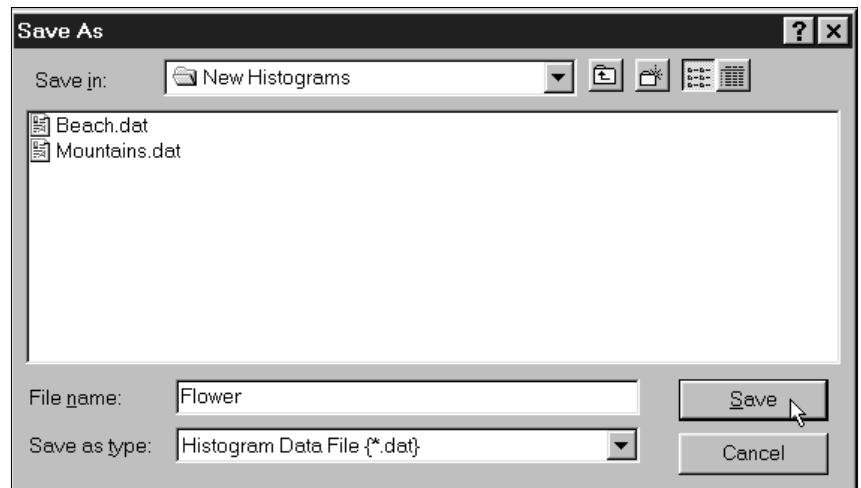 Save As
Save in: New Histograms
Beach.dat
Mountains.dat
File name: Flower Save
Save as type: Histogram Data File {*.dat} Cancel